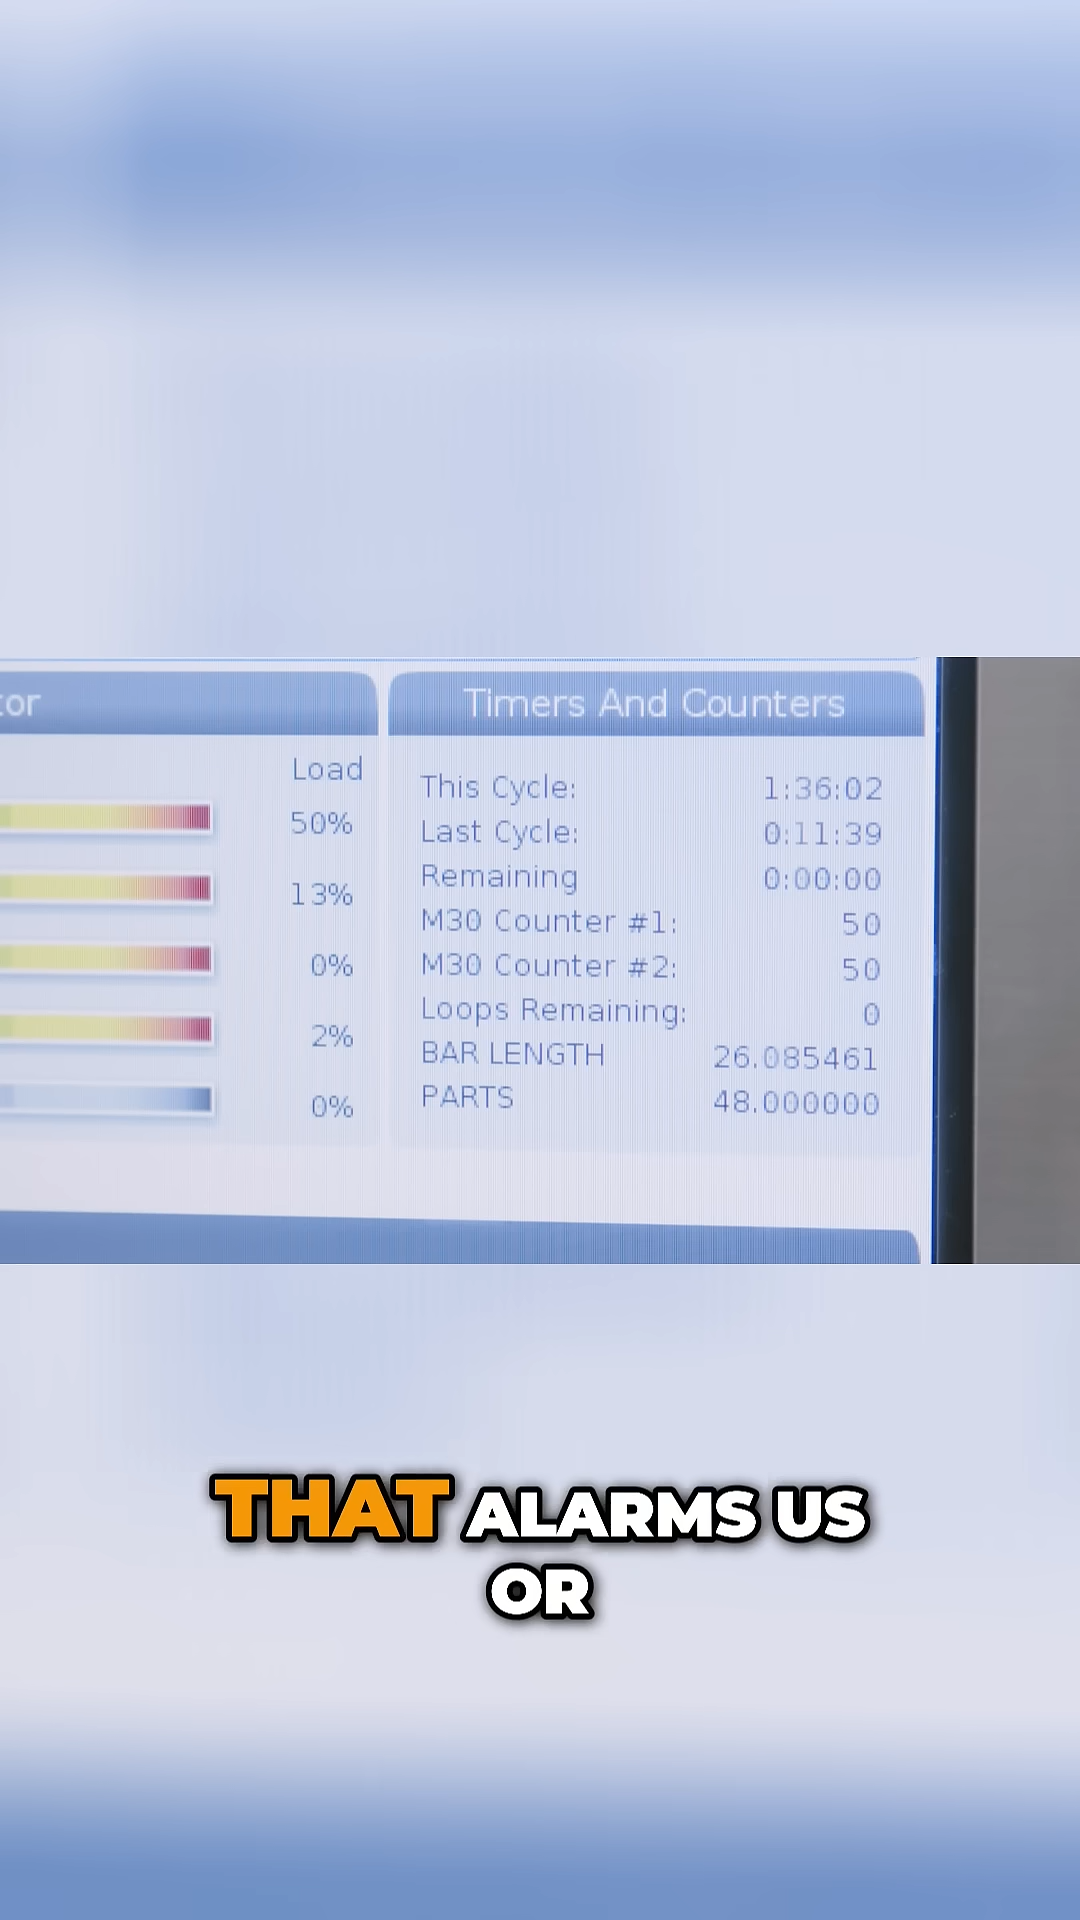 tor
Load
50%
13%
0%
2%
0%
Timers And Counters
This Cycle: 1:36:02
Last Cycle: 0:11:39
Remaining 0:00:00
M30 Counter #1: 50
M30 Counter #2: 50
Loops Remaining: 0
BAR LENGTH 26.085461
PARTS 48.000000
THAT ALARMS US
OR